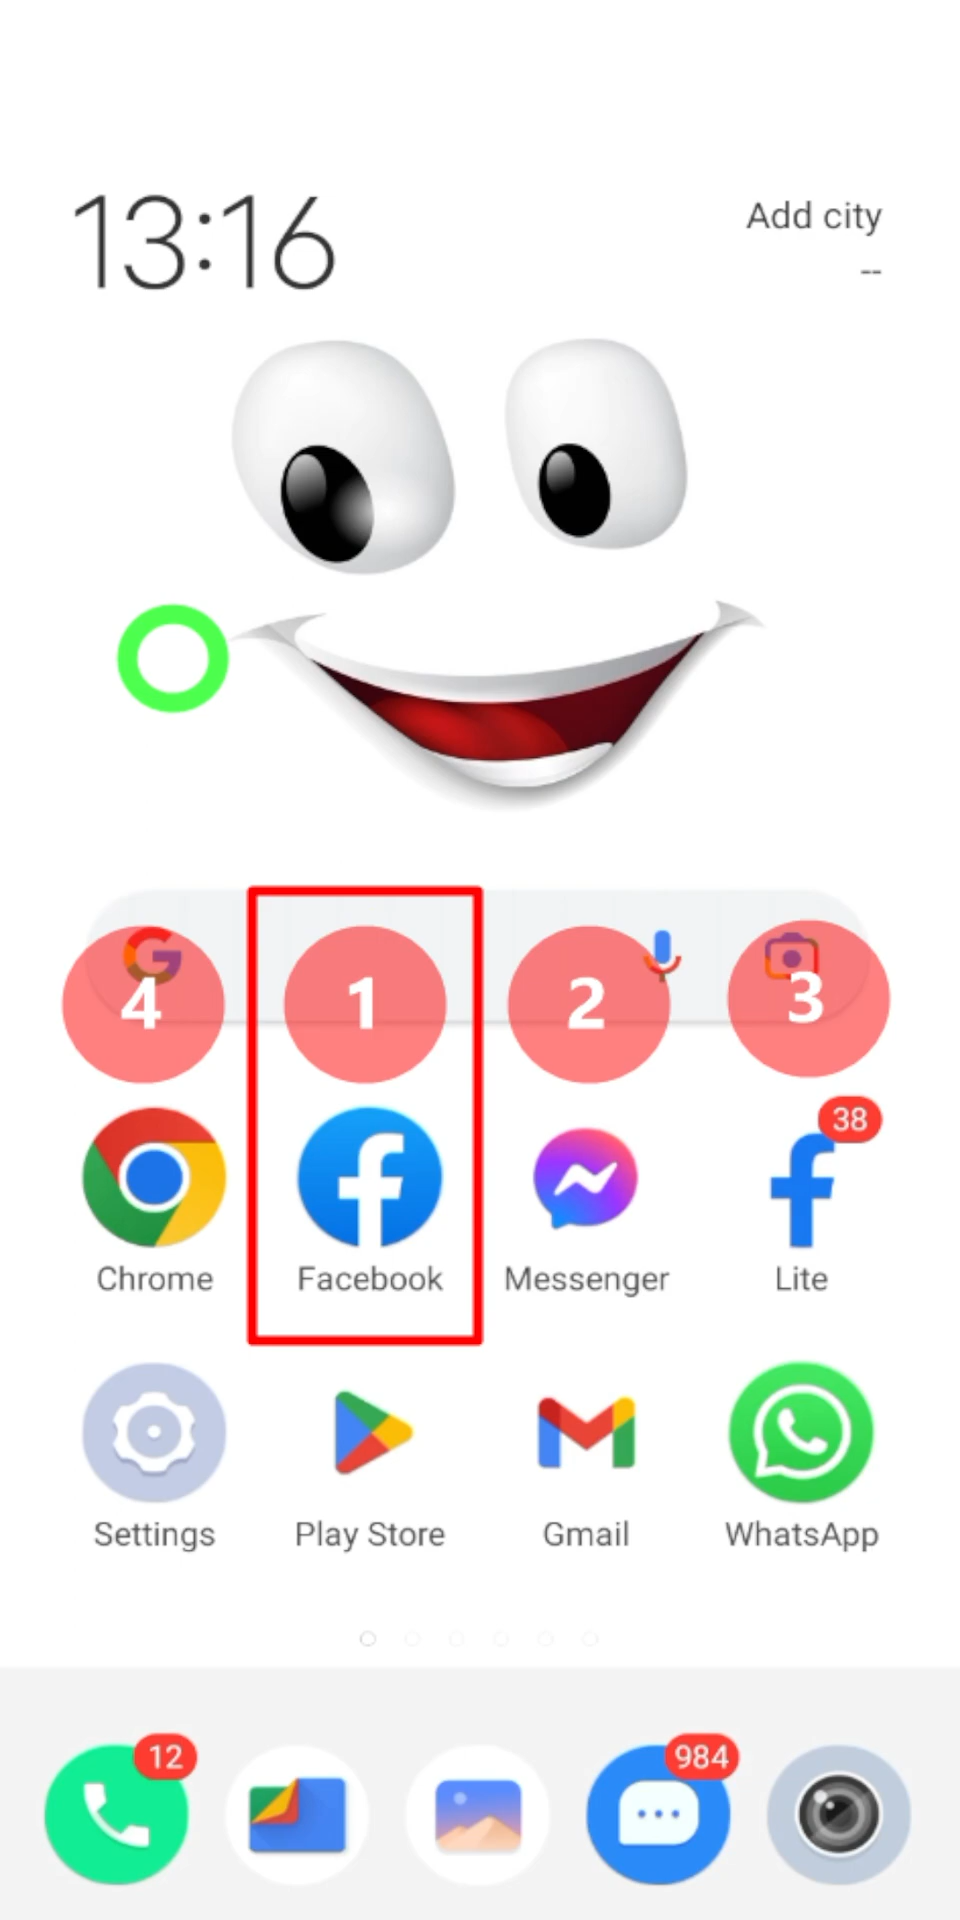 13:16
Add city
--
4 1 2 3
38
Chrome Facebook Messenger Lite
Settings Play Store Gmail WhatsApp
12 984